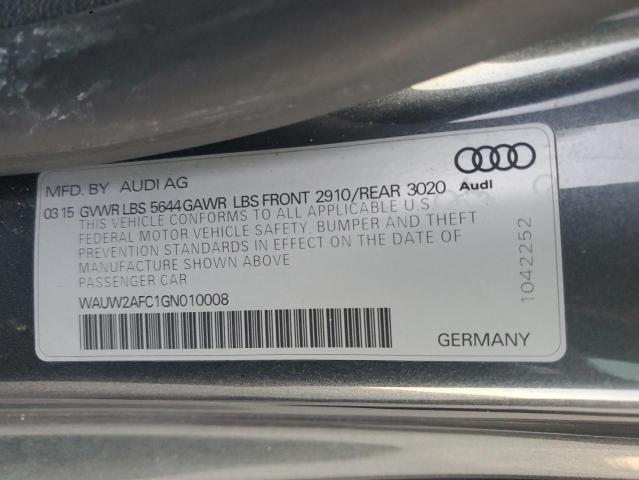 MFD. BY AUDI AG
03 15 GVWR LBS 5644 GAWR LBS FRONT 2910/REAR 3020
Audi
THIS VEHICLE CONFORMS TO ALL APPLICABLE U S
FEDERAL MOTOR VEHICLE SAFETY, BUMPER AND THEFT
PREVENTION STANDARDS IN EFFECT ON THE DATE OF
MANUFACTURE SHOWN ABOVE
PASSENGER CAR
WAUW2AFC1GN010008
1042252
GERMANY